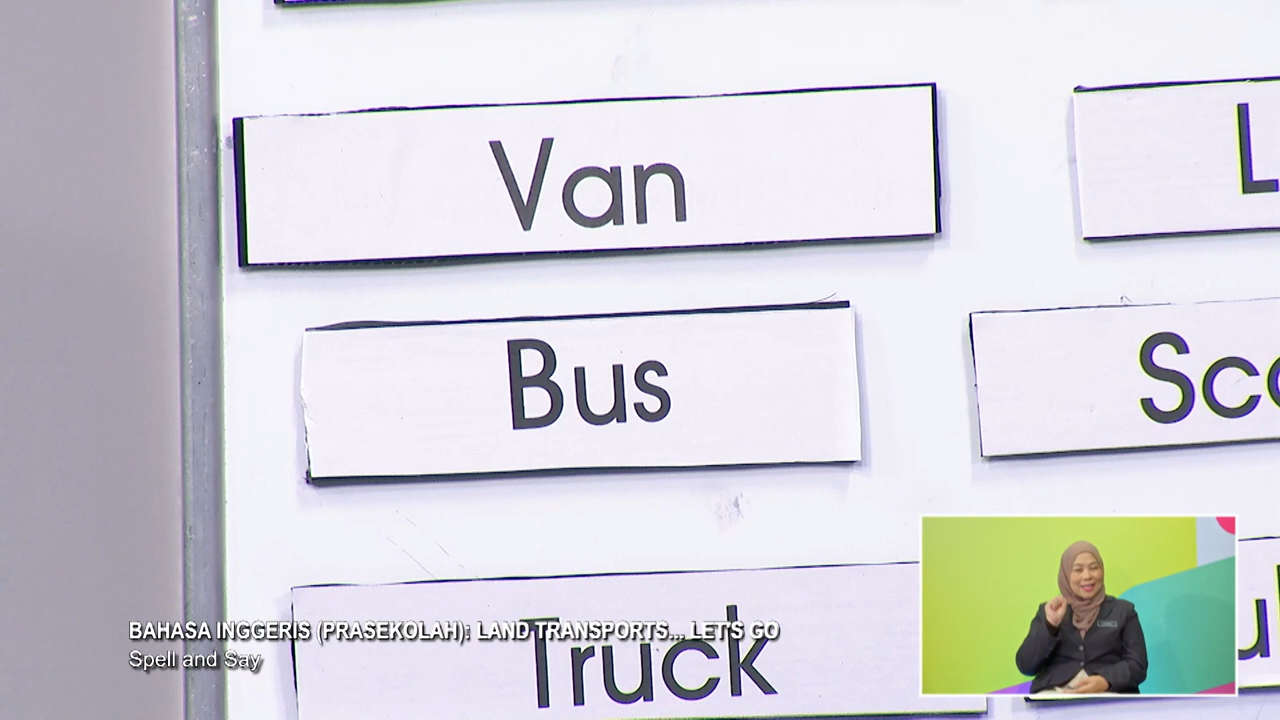 Van
Bus
Truck
BAHASA INGGERIS (PRASEKOLAH): LAND TRANSPORTS... LET'S GO
Spell and Say